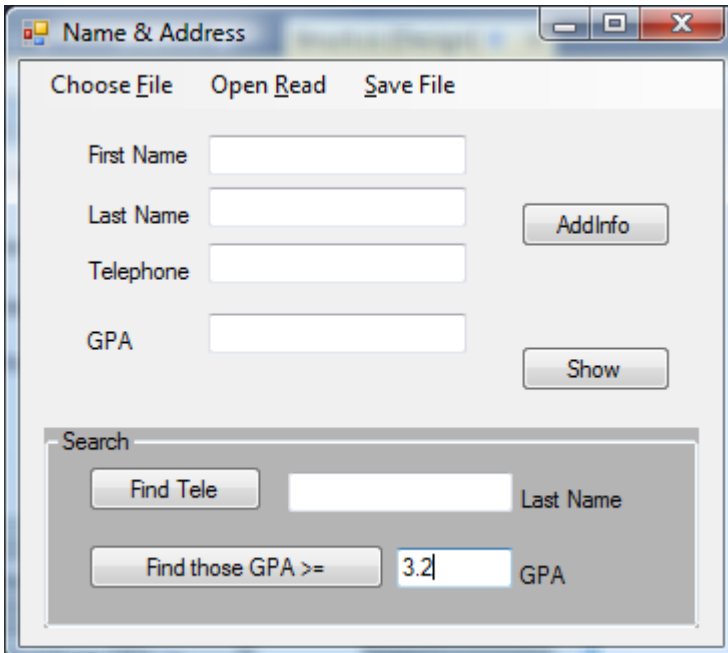 Name & Address
Choose File Open Read Save File
First Name
Last Name
AddInfo
Telephone
GPA
Show
Search
Find Tele Last Name
Find those GPA >= 3.2 GPA